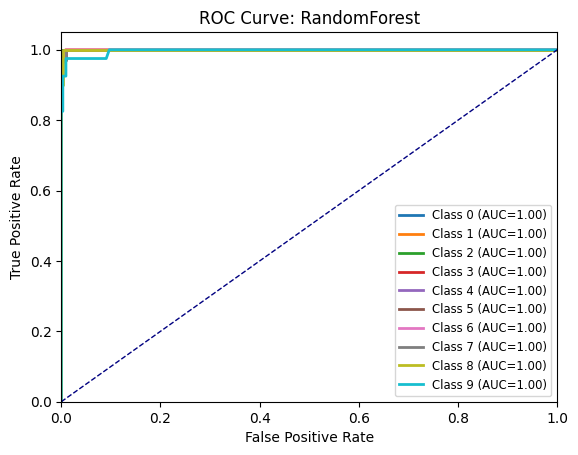 ROC Curve: RandomForest
True Positive Rate
1.0
0.8
0.6
0.4
0.2
0.0
Class 0 (AUC=1.00)
Class 1 (AUC=1.00)
Class 2 (AUC=1.00)
Class 3 (AUC=1.00)
Class 4 (AUC=1.00)
Class 5 (AUC=1.00)
Class 6 (AUC=1.00)
Class 7 (AUC=1.00)
Class 8 (AUC=1.00)
Class 9 (AUC=1.00)
0.0 0.2 0.4 0.6 0.8 1.0
False Positive Rate